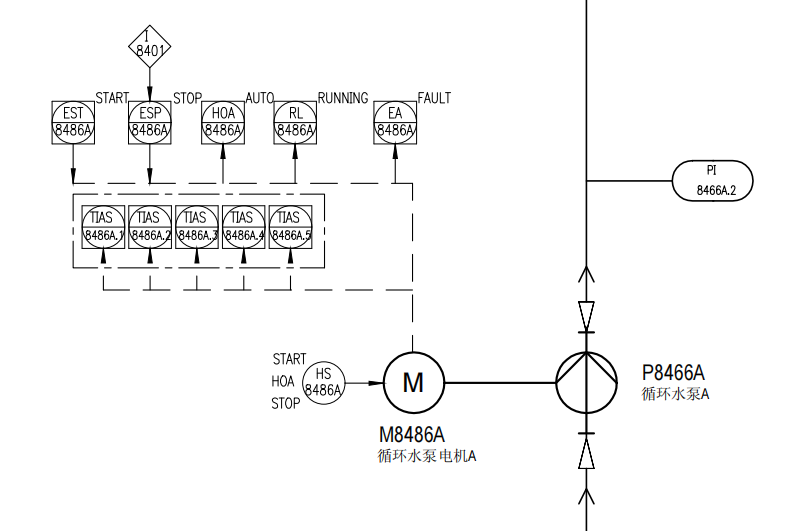 I
8401
START
STOP
AUTO
RUNNING
FAULT
EST
8486A
ESP
8486A
HOA
8486A
RL
8486A
EA
8486A
PI
8466A.2
TIAS
8486A.1
TIAS
8486A.2
TIAS
8486A.3
TIAS
8486A.4
TIAS
8486A.5
START
HOA
STOP
HS
8486A
M
P8466A
循环水泵A
M8486A
循环水泵电机A